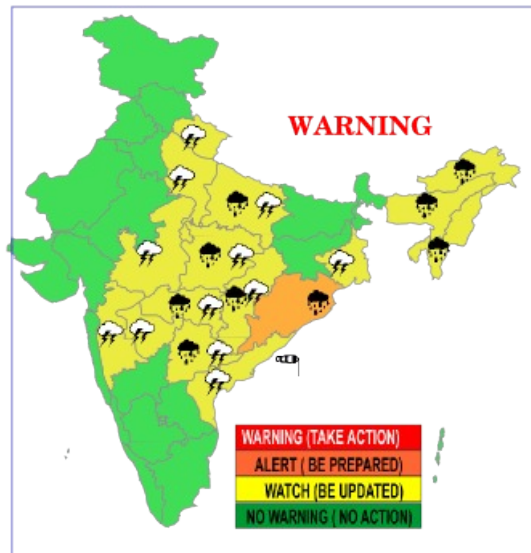 WARNING
WARNING (TAKE ACTION)
ALERT ( BE PREPARED)
WATCH (BE UPDATED)
NO WARNING ( NO ACTION)